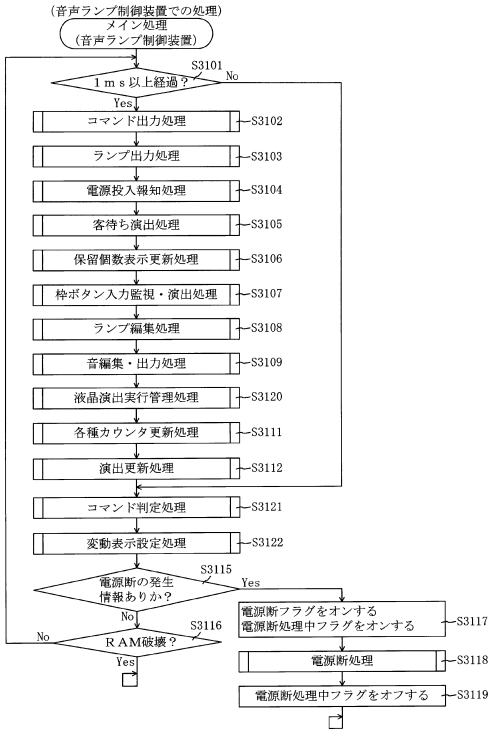 (音声ランプ制御装置での処理)
メイン処理
(音声ランプ制御装置)
S3101
1ms以上経過?
No
Yes
コマンド出力処理
S3102
ランプ出力処理
S3103
電源投入報知処理
S3104
客待ち演出処理
S3105
保留個数表示更新処理
S3106
枠ボタン入力監視・演出処理
S3107
ランプ編集処理
S3108
音編集・出力処理
S3109
液晶演出実行管理処理
S3120
各種カウンタ更新処理
S3111
演出更新処理
S3112
コマンド判定処理
S3121
変動表示設定処理
S3122
S3115
電源断の発生
情報ありか?
Yes
No
S3116
RAM破壊?
No
Yes
電源断フラグをオンする
電源断処理中フラグをオンする
S3117
電源断処理
S3118
電源断処理中フラグをオフする
S3119